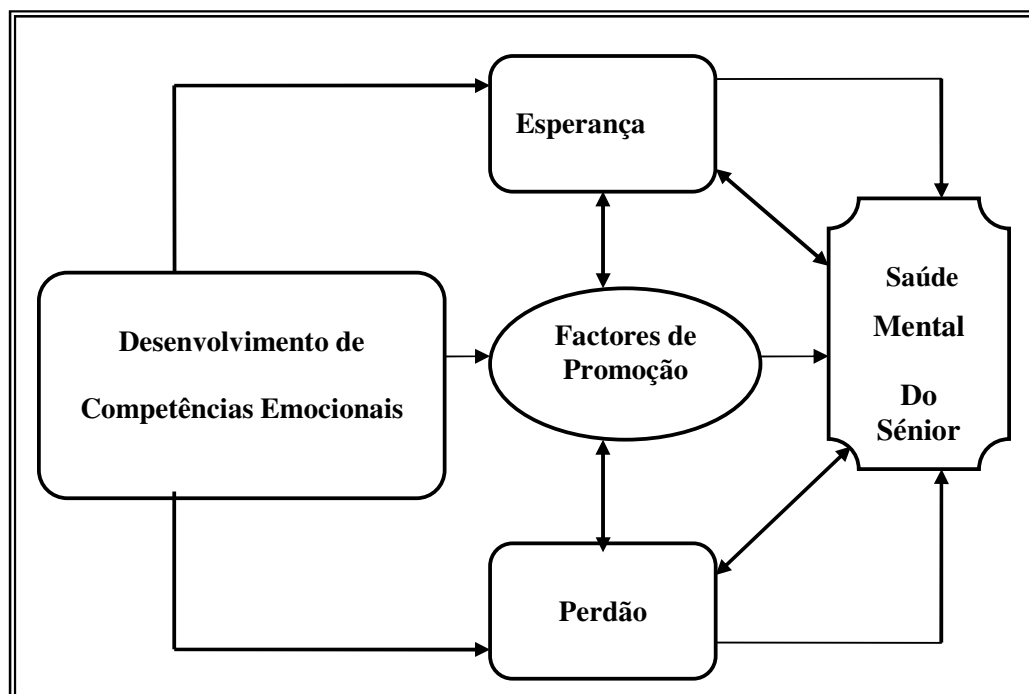 Esperança
Desenvolvimento de
Competências Emocionais
Factores de
Promoção
Saúde
Mental
Do
Sénior
Perdão